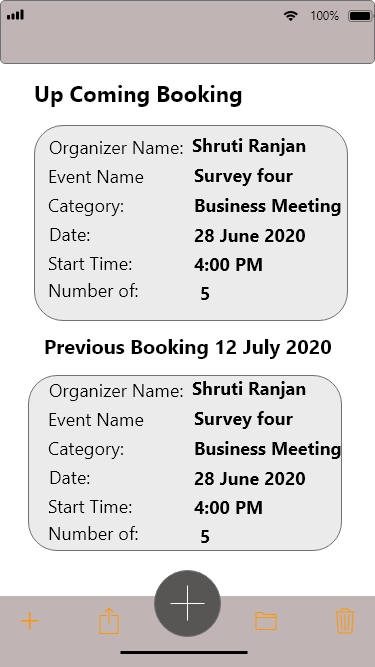 100%
Up Coming Booking
Organizer Name: Shruti Ranjan
Event Name Survey four
Category: Business Meeting
Date: 28 June 2020
Start Time: 4:00 PM
Number of: 5
Previous Booking 12 July 2020
Organizer Name: Shruti Ranjan
Event Name Survey four
Category: Business Meeting
Date: 28 June 2020
Start Time: 4:00 PM
Number of: 5